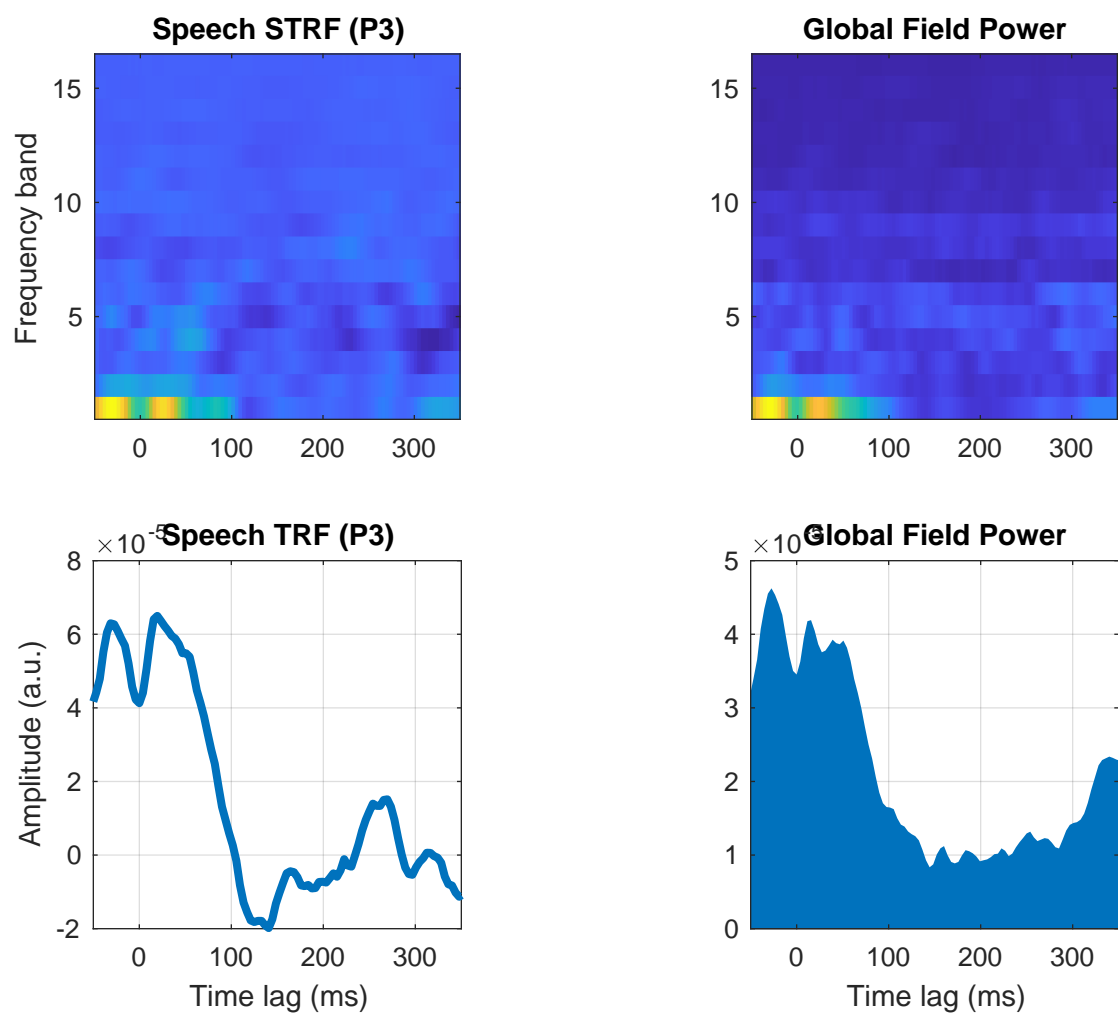 Speech STRF (P3)
Frequency band
15
10
5
0 100 200 300
Global Field Power
15
10
5
0 100 200 300
Speech TRF (P3)
×10-5
Amplitude (a.u.)
8
6
4
2
0
-2
0 100 200 300
Time lag (ms)
Global Field Power
×10
5
4
3
2
1
0
0 100 200 300
Time lag (ms)